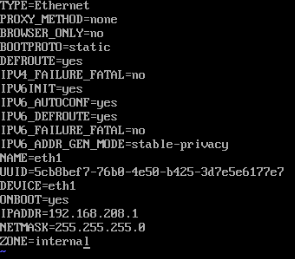 TYPE=Ethernet
PROXY_METHOD=none
BROWSER_ONLY=no
BOOTPROTO=static
DEFROUTE=yes
IPV4_FAILURE_FATAL=no
IPV6INIT=yes
IPV6_AUTOCONF=yes
IPV6_DEFROUTE=yes
IPV6_FAILURE_FATAL=no
IPV6_ADDR_GEN_MODE=stable-privacy
NAME=eth1
UUID=5cb8bef7-76b0-4e50-b425-3d7e5e6177e7
DEVICE=eth1
ONBOOT=yes
IPADDR=192.168.208.1
NETMASK=255.255.255.0
ZONE=internal
~